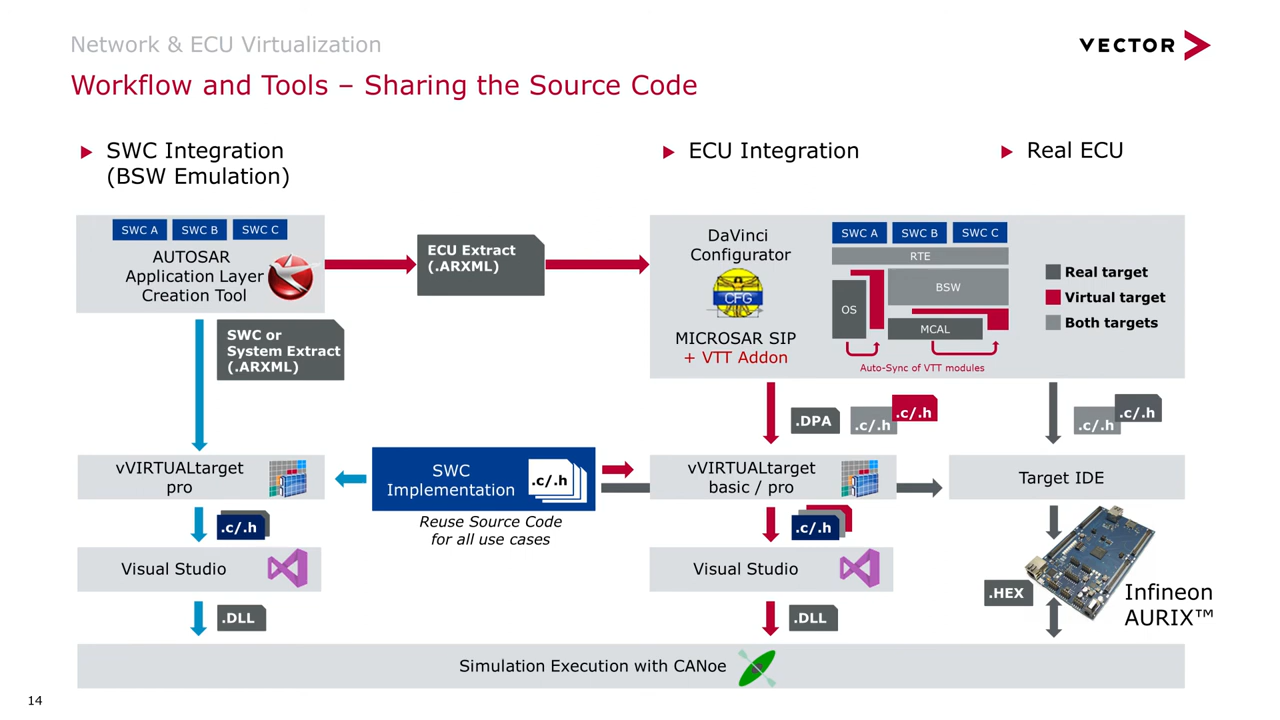 Network & ECU Virtualization
VECTOR
Workflow and Tools – Sharing the Source Code
SWC Integration
(BSW Emulation)
ECU Integration
Real ECU
SWC A
SWC B
SWC C
AUTOSAR
Application Layer
Creation Tool
ECU Extract
(.ARXML)
DaVinci
Configurator
CFG
MICROSAR SIP
+ VTT Addon
SWC A
SWC B
SWC C
RTE
BSW
OS
MCAL
Auto-Sync of VTT modules
Real target
Virtual target
Both targets
SWC or
System Extract
(.ARXML)
.DPA
.c/.h
.c/.h
.c/.h
.c/.h
vVIRTUALtarget
pro
SWC
Implementation
.c/.h
Reuse Source Code
for all use cases
vVIRTUALtarget
basic / pro
Target IDE
.c/.h
.c/.h
Visual Studio
Visual Studio
.HEX
Infineon
AURIX™
.DLL
.DLL
Simulation Execution with CANoe
14